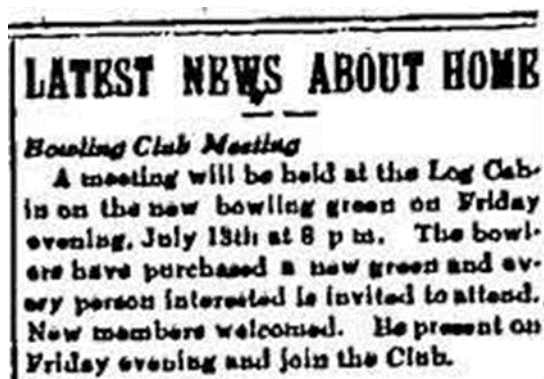 LATEST NEWS ABOUT HOME
Bowling Club Meeting
A meeting will be held at the Log Cab-
in on the new bowling green on Friday
evening, July 13th at 8 p m. The bowl-
ers have purchased a new green and ev-
ery person interested is invited to attend.
New members welcomed. Be present on
Friday evening and join the Club.